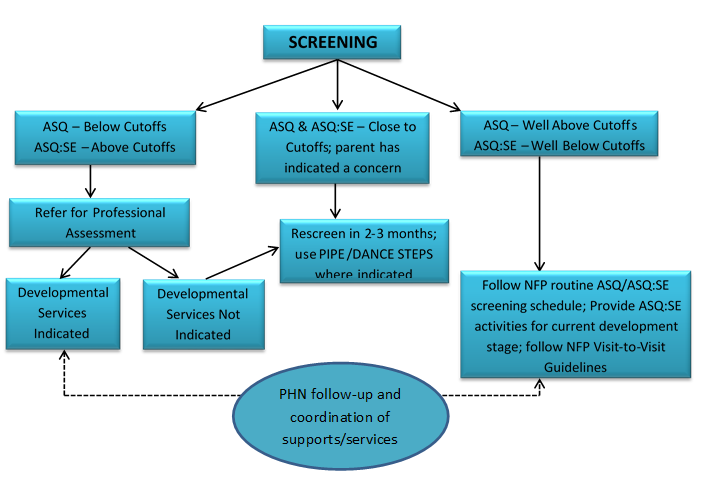 SCREENING
ASQ – Below Cutoffs
ASQ:SE – Above Cutoffs
ASQ & ASQ:SE – Close to
Cutoffs; parent has
indicated a concern
ASQ – Well Above Cutoffs
ASQ:SE – Well Below Cutoffs
Refer for Professional
Assessment
Rescreen in 2-3 months;
use PIPE/DANCE STEPS
where indicated
Developmental
Services
Indicated
Developmental
Services Not
Indicated
Follow NFP routine ASQ/ASQ:SE
screening schedule; Provide ASQ:SE
activities for current development
stage; follow NFP Visit-to-Visit
Guidelines
PHN follow-up and
coordination of
supports/services